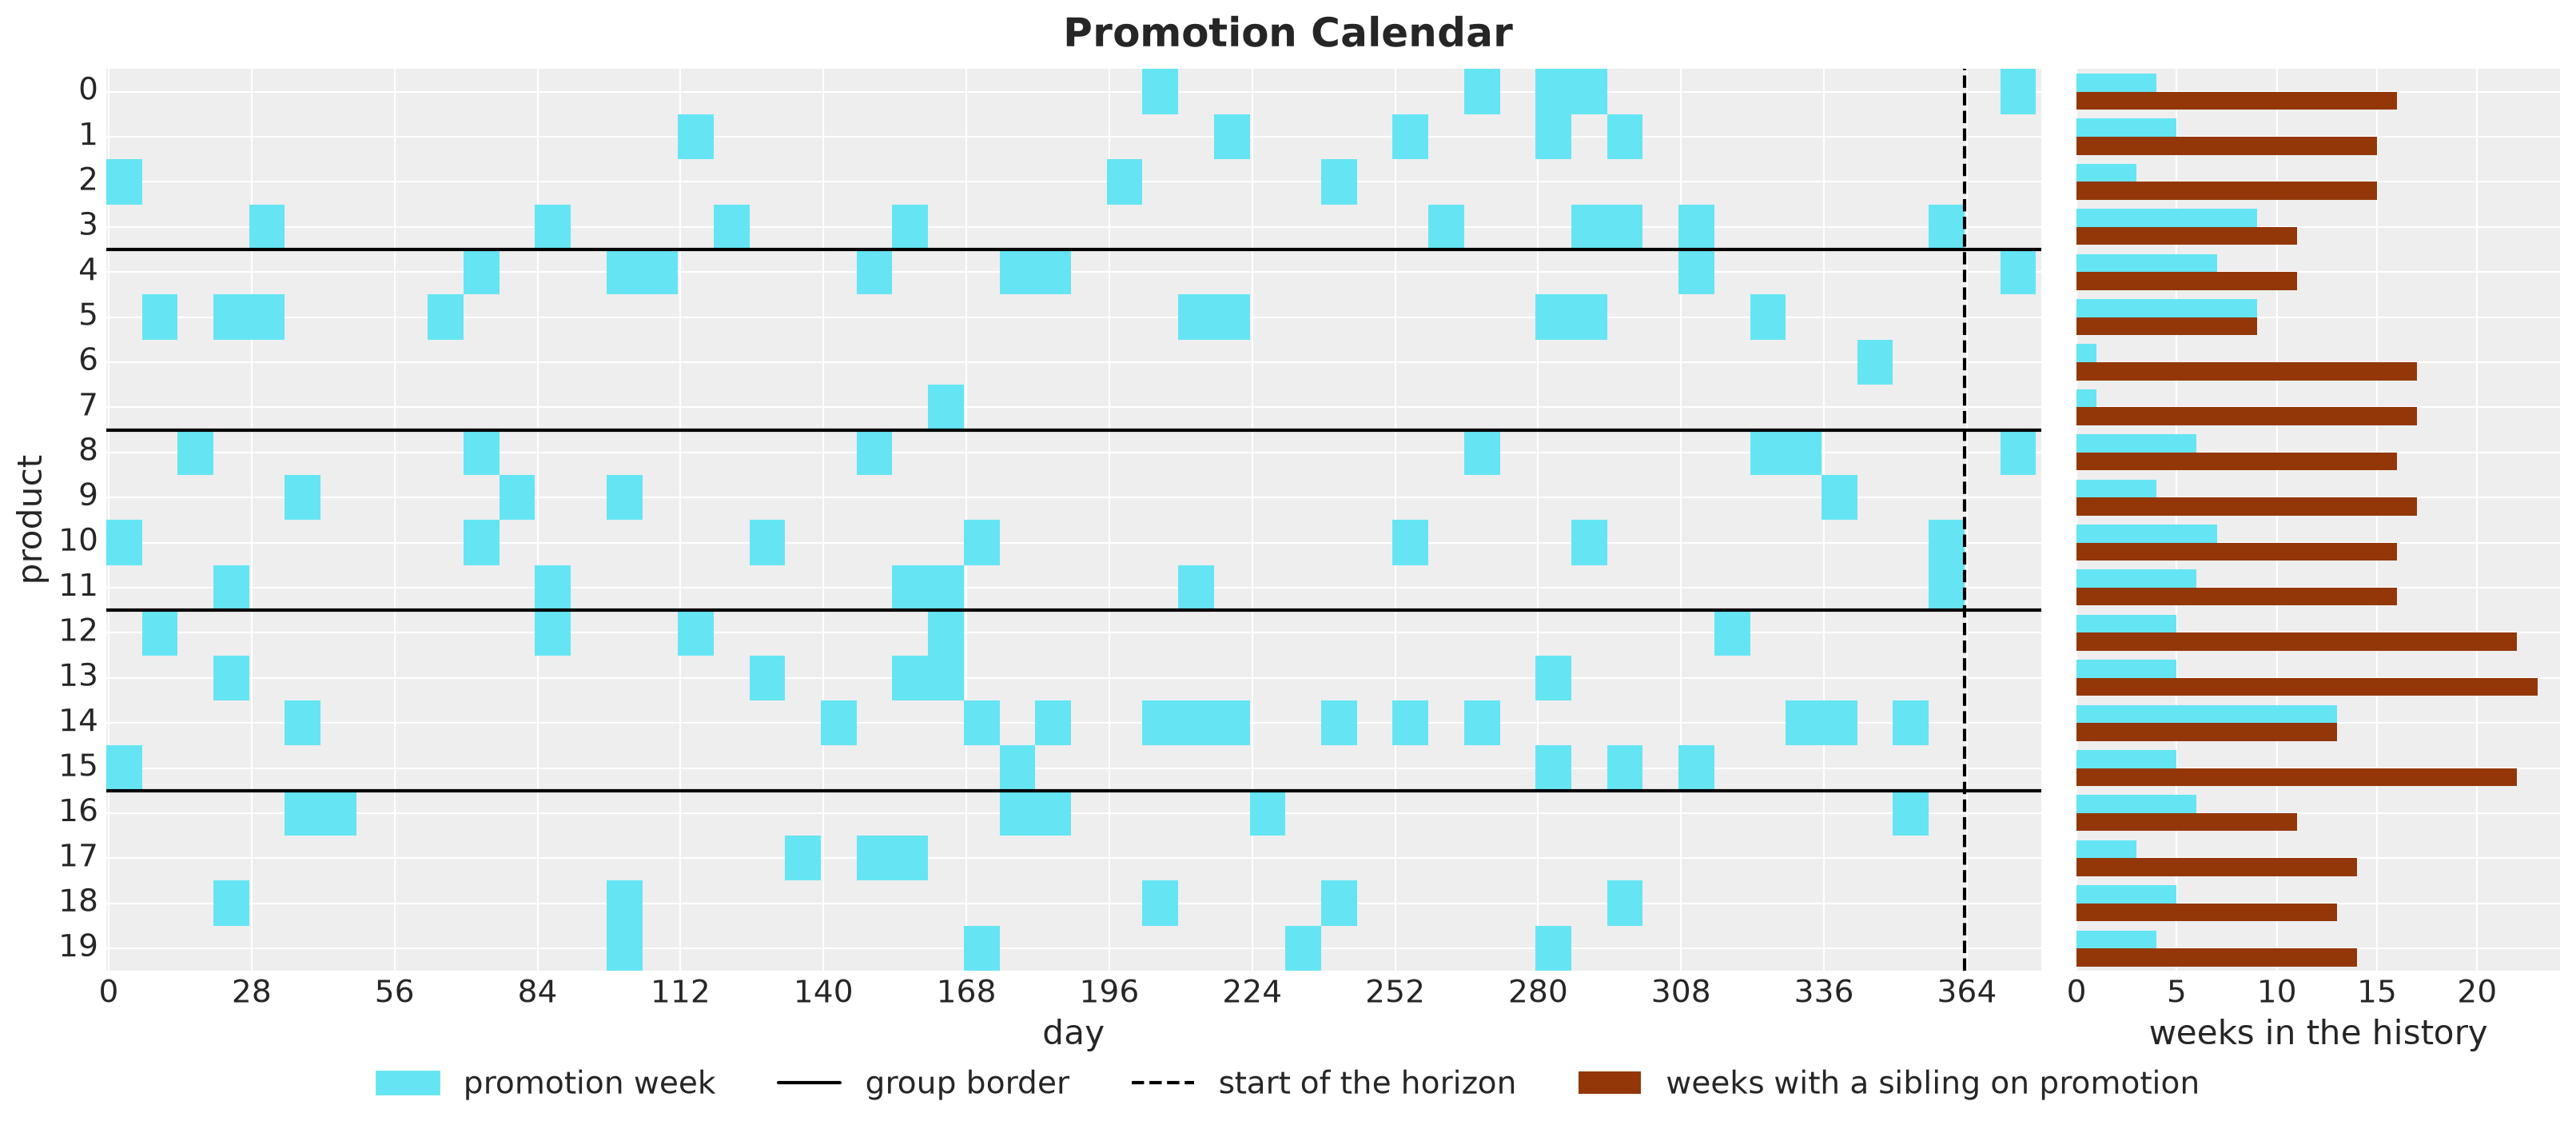 Promotion Calendar
product
0
1
2
3
4
5
6
7
8
9
10
11
12
13
14
15
16
17
18
19
0 28 56 84 112 140 168 196 224 252 280 308 336 364
day
0 5 10 15 20
weeks in the history
promotion week group border start of the horizon weeks with a sibling on promotion